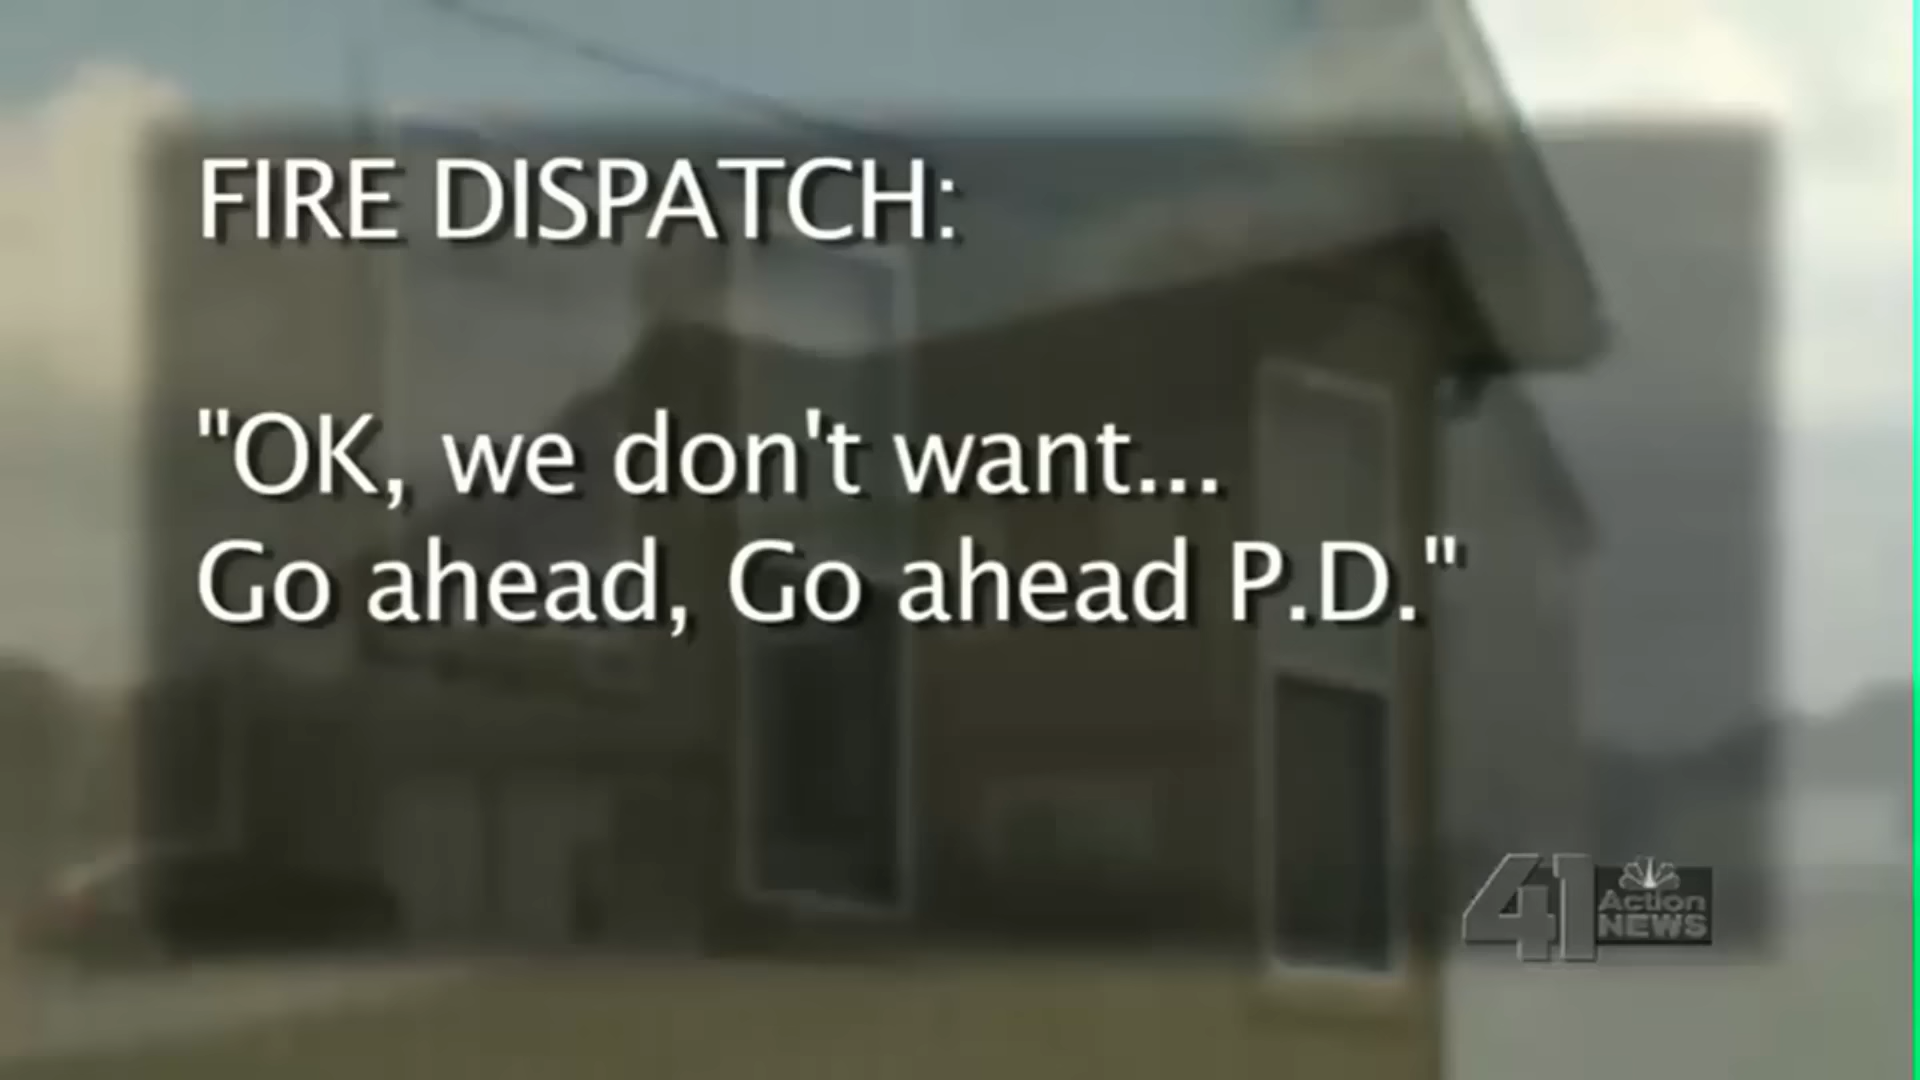 FIRE DISPATCH:
"OK, we don't want...
Go ahead, Go ahead P.D."
41
Action
NEWS